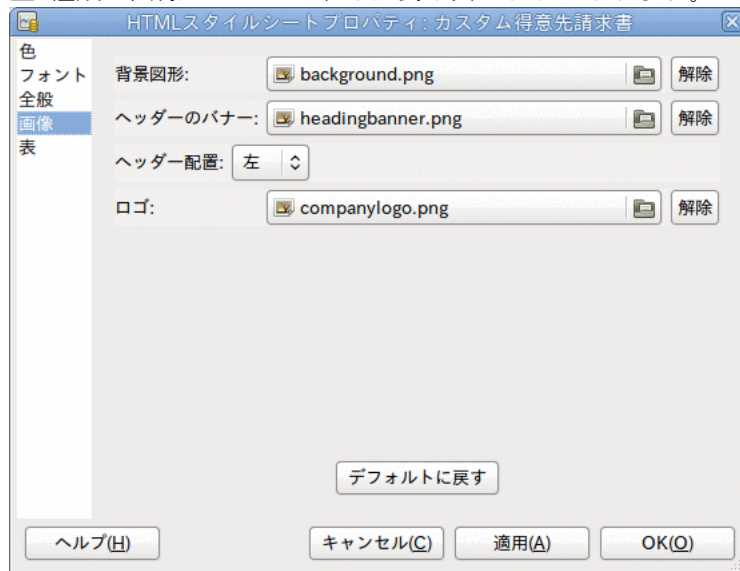 HTMLスタイルシートプロパティ: カスタム得意先請求書
色
フォント
全般
画像
表
背景図形: background.png 解除
ヘッダーのバナー: headingbanner.png 解除
ヘッダー配置: 左
ロゴ: companylogo.png 解除
デフォルトに戻す
ヘルプ(H) キャンセル(C) 適用(A) OK(O)